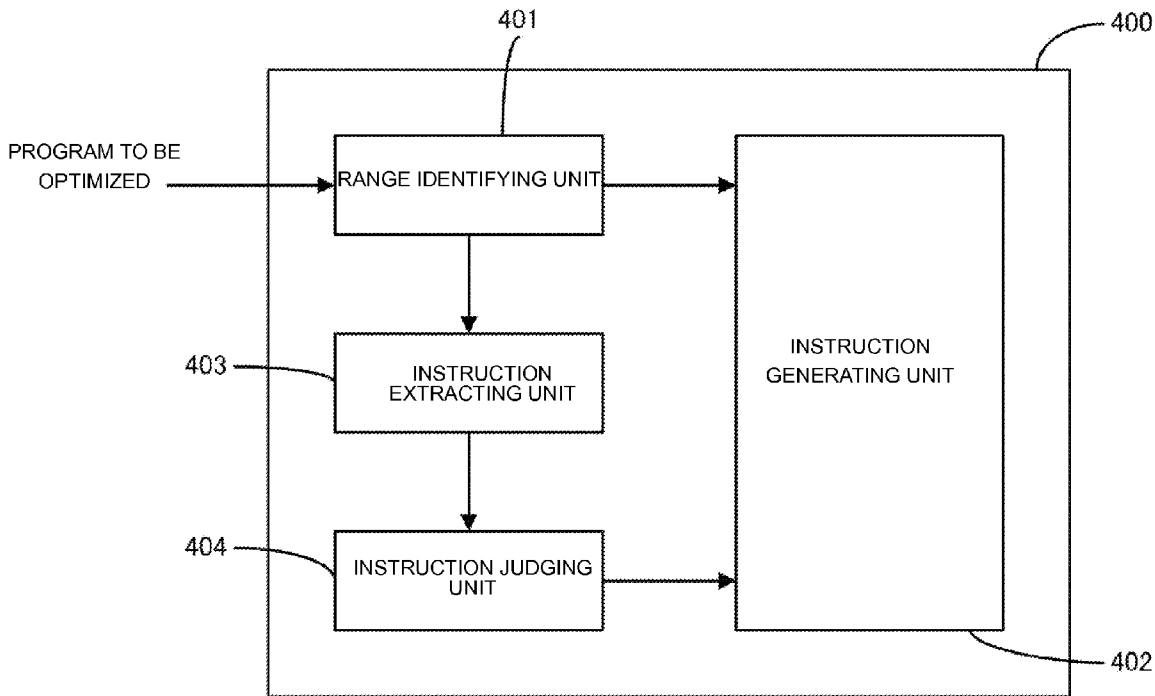 401
400
PROGRAM TO BE
OPTIMIZED
RANGE IDENTIFYING UNIT
403
INSTRUCTION
EXTRACTING UNIT
INSTRUCTION
GENERATING UNIT
404
INSTRUCTION JUDGING
UNIT
402